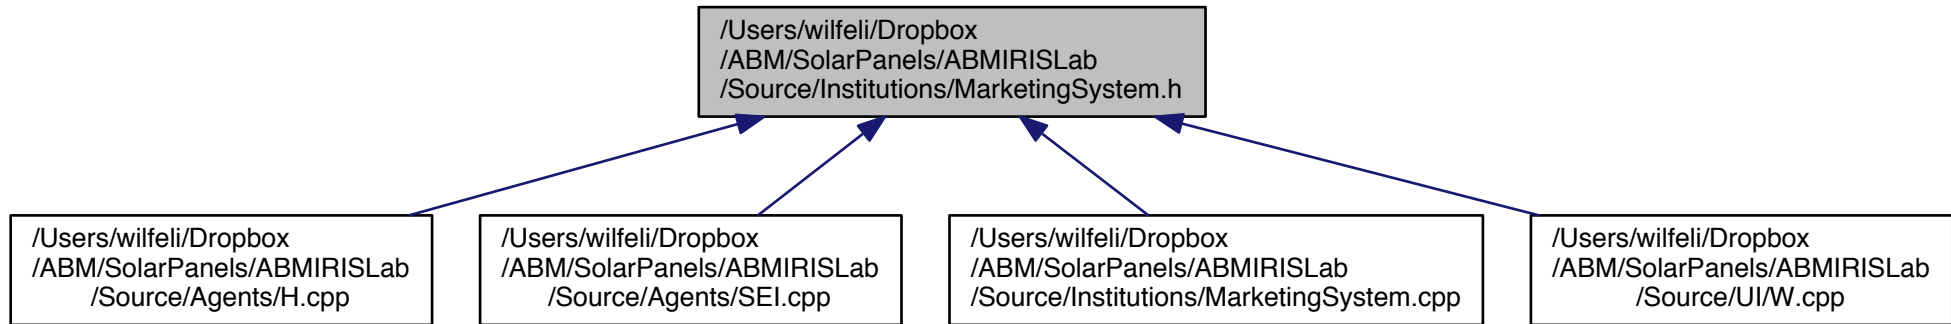 /Users/wilfeli/Dropbox
/ABM/SolarPanels/ABMIRISLab
/Source/Institutions/MarketingSystem.h
/Users/wilfeli/Dropbox
/ABM/SolarPanels/ABMIRISLab
/Source/Agents/H.cpp
/Users/wilfeli/Dropbox
/ABM/SolarPanels/ABMIRISLab
/Source/Agents/SEI.cpp
/Users/wilfeli/Dropbox
/ABM/SolarPanels/ABMIRISLab
/Source/Institutions/MarketingSystem.cpp
/Users/wilfeli/Dropbox
/ABM/SolarPanels/ABMIRISLab
/Source/UI/W.cpp